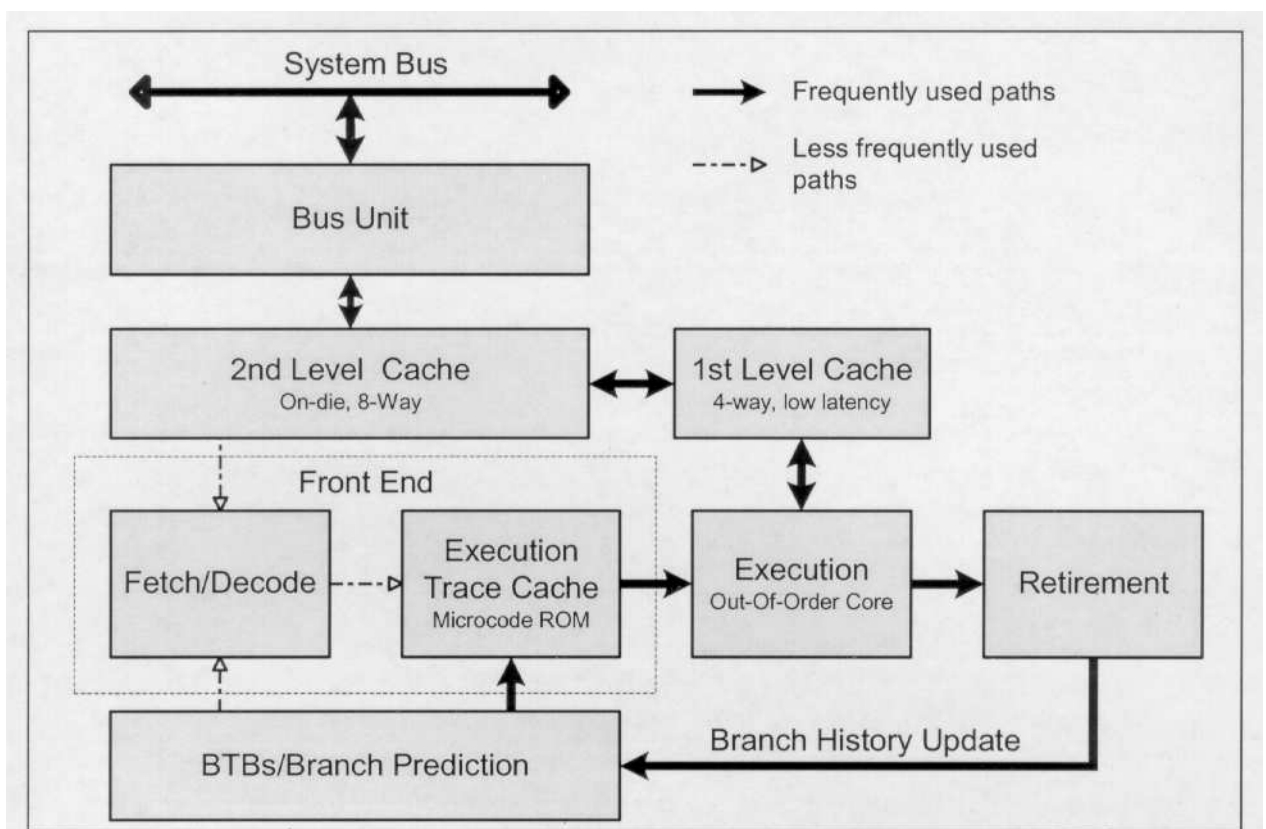 System Bus
Frequently used paths
Less frequently used
paths
Bus Unit
2nd Level Cache
On-die, 8-Way
1st Level Cache
4-way, low latency
Front End
Fetch/Decode
Execution
Trace Cache
Microcode ROM
Execution
Out-Of-Order Core
Retirement
BTBs/Branch Prediction
Branch History Update